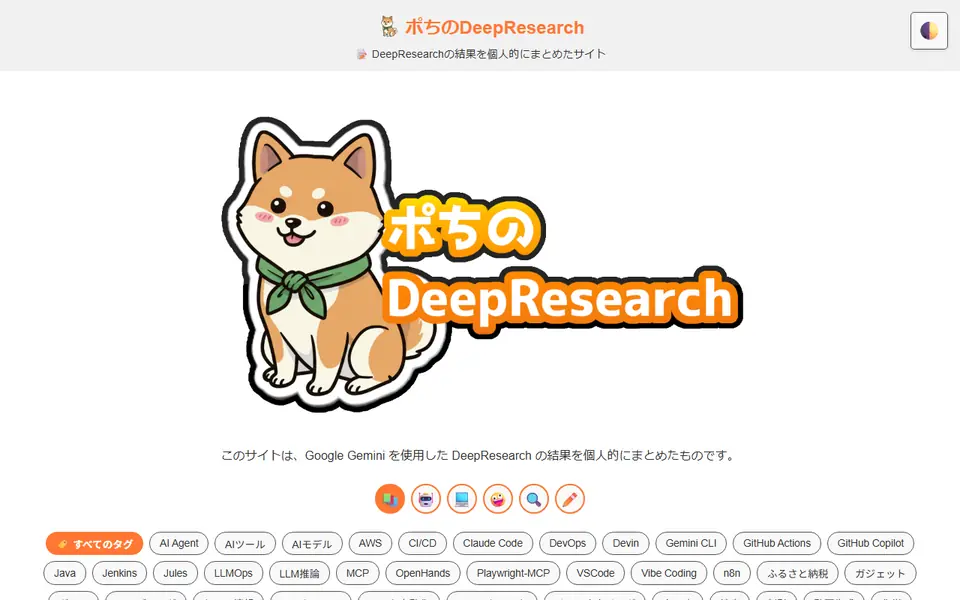 ポちのDeepResearch
DeepResearchの結果を個人的にまとめたサイト
ポちの
DeepResearch
このサイトは、Google Gemini を使用した DeepResearch の結果を個人的にまとめたものです。
すべてのタグ AI Agent AIツール AIモデル AWS CI/CD Claude Code DevOps Devin Gemini CLI GitHub Actions GitHub Copilot
Java Jenkins Jules LLMOps LLM推論 MCP OpenHands Playwright-MCP VSCode Vibe Coding n8n ふるさと納税 ガジェット